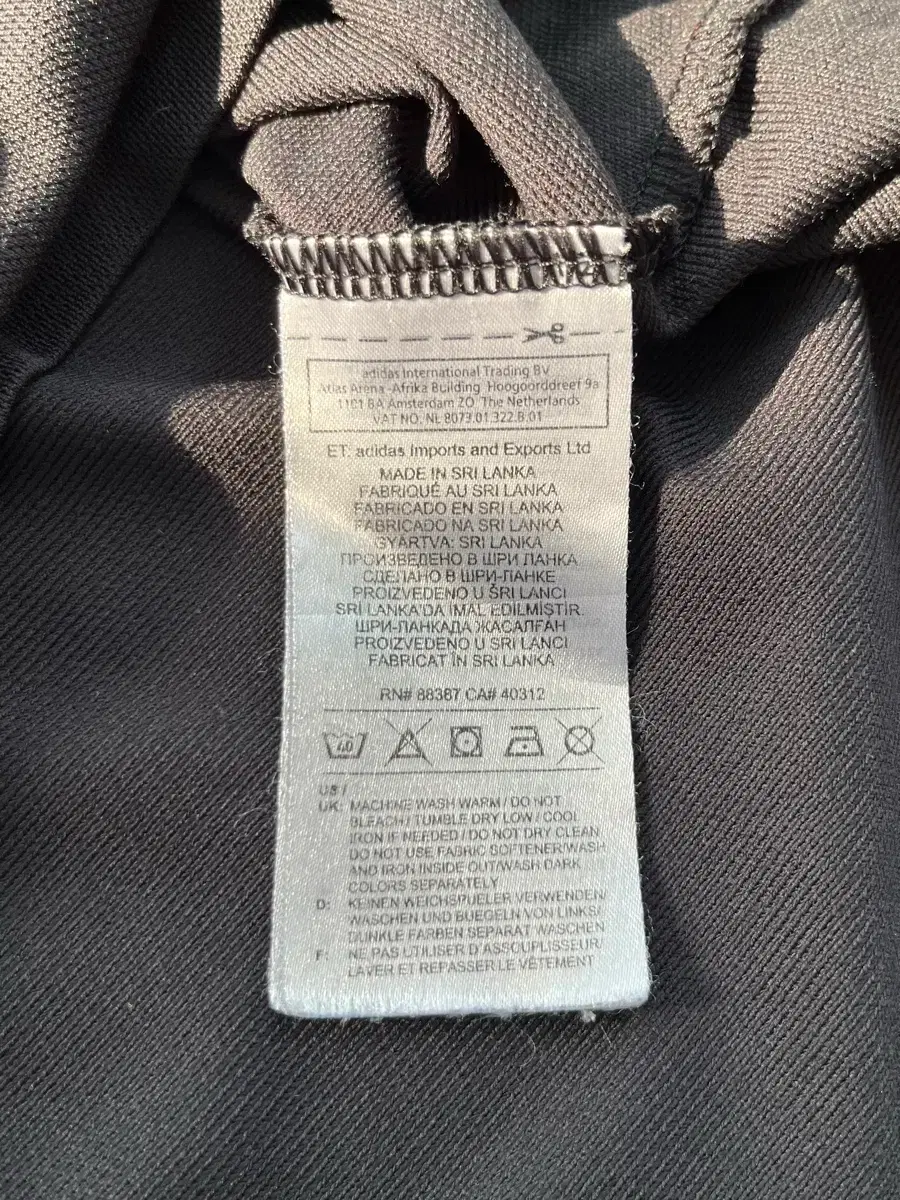 adidas International Trading BV
Atlas Arena -Afrika Building Hoogoorddreef 9a
1101 BA Amsterdam ZO The Netherlands
VAT NO. NL 8073.01.322.B.01
ET: adidas Imports and Exports Ltd
MADE IN SRI LANKA
FABRIQUÉ AU SRI LANKA
FABRICADO EN SRI LANKA
FABRICADO NA SRI LANKA
GYÁRTVA: SRI LANKA
ПРОИЗВЕДЕНО В ШРИ ЛАНКА
СДЕЛАНО В ШРИ-ЛАНКЕ
PROIZVEDENO U ŠRI LANCI
SRI LANKA'DA İMAL EDİLMİŞTİR.
ШРИ-ЛАНКАДА ЖАСАЛҒАН
PROIZVEDENO U SRI LANCI
FABRICAT ÎN SRI LANKA
RN# 88387 CA# 40312
40
US /
UK: MACHINE WASH WARM / DO NOT
BLEACH / TUMBLE DRY LOW / COOL
IRON IF NEEDED / DO NOT DRY CLEAN
DO NOT USE FABRIC SOFTENER/WASH
AND IRON INSIDE OUT/WASH DARK
COLORS SEPARATELY
D: KEINEN WEICHSPUELER VERWENDEN/
WASCHEN UND BUEGELN VON LINKS/
DUNKLE FARBEN SEPARAT WASCHEN
F: NE PAS UTILISER D'ASSOUPLISSEUR/
LAVER ET REPASSER LE VÊTEMENT